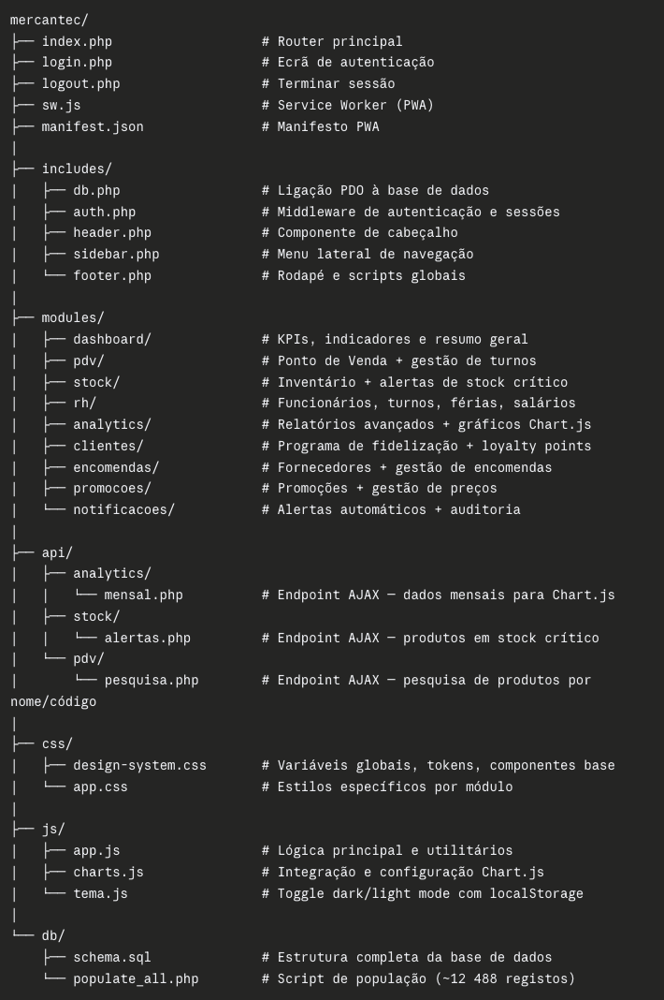 mercantec/
├── index.php                   # Router principal
├── login.php                   # Ecrã de autenticação
├── logout.php                  # Terminar sessão
├── sw.js                       # Service Worker (PWA)
├── manifest.json               # Manifesto PWA
│
├── includes/
│   ├── db.php                  # Ligação PDO à base de dados
│   ├── auth.php                # Middleware de autenticação e sessões
│   ├── header.php              # Componente de cabeçalho
│   ├── sidebar.php             # Menu lateral de navegação
│   └── footer.php              # Rodapé e scripts globais
│
├── modules/
│   ├── dashboard/              # KPIs, indicadores e resumo geral
│   ├── pdv/                    # Ponto de Venda + gestão de turnos
│   ├── stock/                  # Inventário + alertas de stock crítico
│   ├── rh/                     # Funcionários, turnos, férias, salários
│   ├── analytics/              # Relatórios avançados + gráficos Chart.js
│   ├── clientes/               # Programa de fidelização + loyalty points
│   ├── encomendas/             # Fornecedores + gestão de encomendas
│   ├── promocoes/              # Promoções + gestão de preços
│   └── notificacoes/           # Alertas automáticos + auditoria
│
├── api/
│   ├── analytics/
│   │   └── mensal.php          # Endpoint AJAX — dados mensais para Chart.js
│   ├── stock/
│   │   └── alertas.php         # Endpoint AJAX — produtos em stock crítico
│   └── pdv/
│       └── pesquisa.php        # Endpoint AJAX — pesquisa de produtos por
nome/código
│
├── css/
│   ├── design-system.css       # Variáveis globais, tokens, componentes base
│   └── app.css                 # Estilos específicos por módulo
│
├── js/
│   ├── app.js                  # Lógica principal e utilitários
│   ├── charts.js               # Integração e configuração Chart.js
│   └── tema.js                 # Toggle dark/light mode com localStorage
│
└── db/
    ├── schema.sql              # Estrutura completa da base de dados
    └── populate_all.php        # Script de população (~12 488 registos)